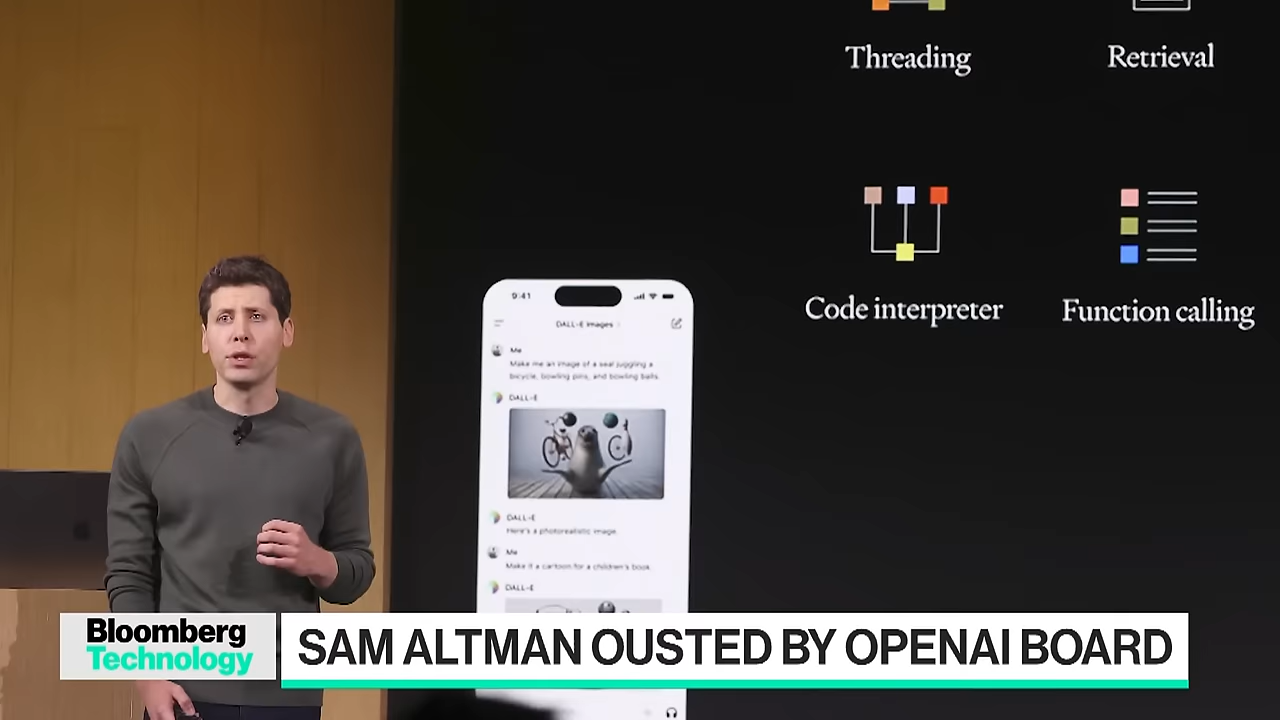 Threading
Retrieval
Code interpreter
Function calling
9:41
DALL-E Images
Me
Make me an image of a seal juggling a
bicycle, bowling pins, and bowling balls.
DALL-E
DALL-E
Here's a photorealistic image.
Me
Make it a cartoon for a children's book
DALL-E
Bloomberg
Technology
SAM ALTMAN OUSTED BY OPENAI BOARD